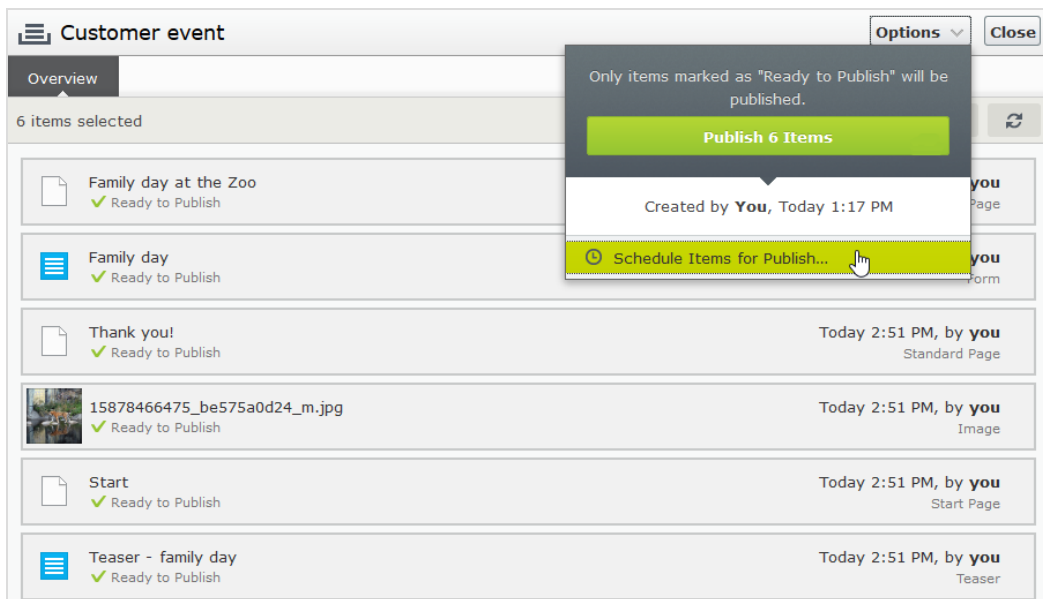 Customer event
Options
Close
Overview
Only items marked as "Ready to Publish" will be
published.
6 items selected
Publish 6 Items
Family day at the Zoo
you
Ready to Publish
Page
Created by You, Today 1:17 PM
Family day
Schedule Items for Publish...
Ready to Publish
Form
Thank you!
Today 2:51 PM, by you
Ready to Publish
Standard Page
15878466475_be575a0d24_m.jpg
Today 2:51 PM, by you
Ready to Publish
Image
Start
Today 2:51 PM, by you
Ready to Publish
Start Page
Teaser - family day
Today 2:51 PM, by you
Ready to Publish
Teaser